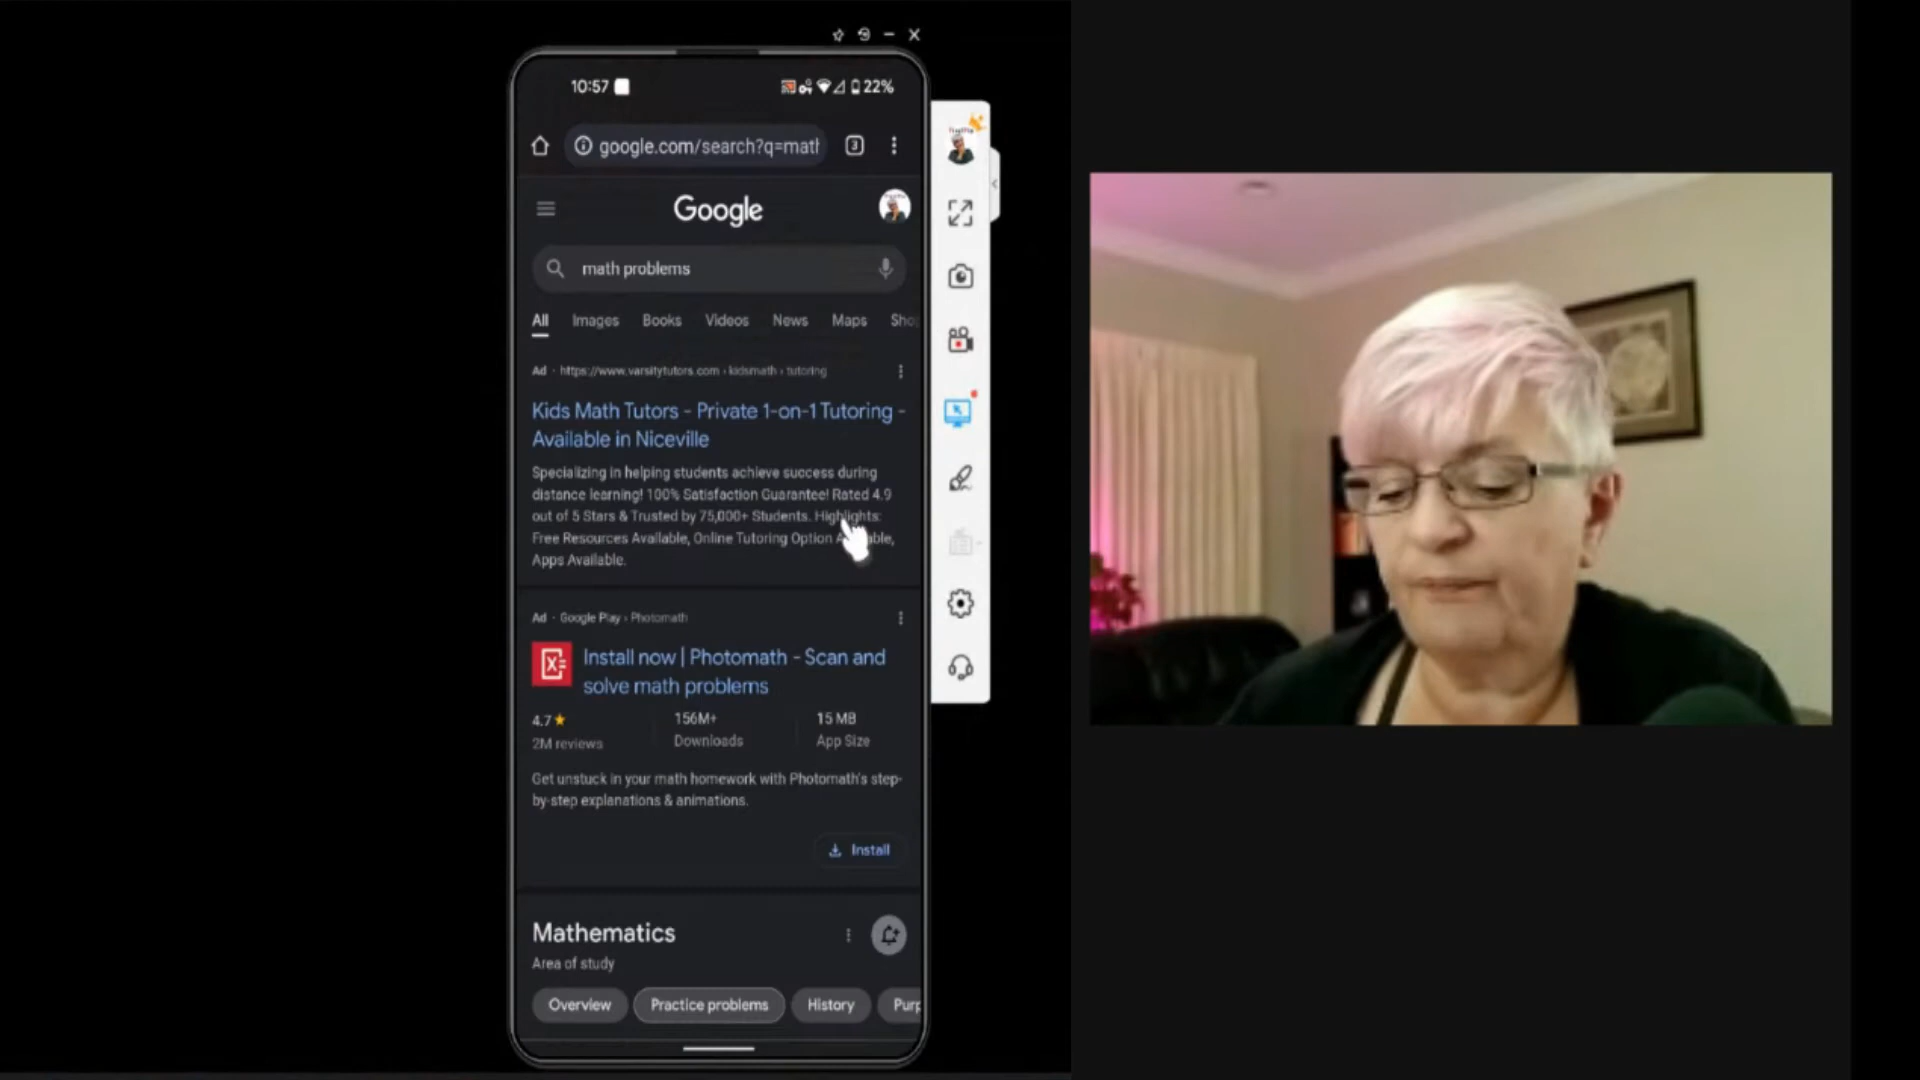 10:57
22%
google.com/search?q=math
3
Google
math problems
All Images Books Videos News Maps Sho
Ad · https://www.varsitytutors.com › kidsmath › tutoring
Kids Math Tutors - Private 1-on-1 Tutoring -
Available in Niceville
Specializing in helping students achieve success during
distance learning! 100% Satisfaction Guarantee! Rated 4.9
out of 5 Stars & Trusted by 75,000+ Students. Highlights:
Free Resources Available, Online Tutoring Option
Apps Available.
Ad · Google Play › Photomath
Install now | Photomath - Scan and
solve math problems
4.7★ 156M+ 15 MB
2M reviews Downloads App Size
Get unstuck in your math homework with Photomath's step-
by-step explanations & animations.
Install
Mathematics
Area of study
Overview Practice problems History Purp